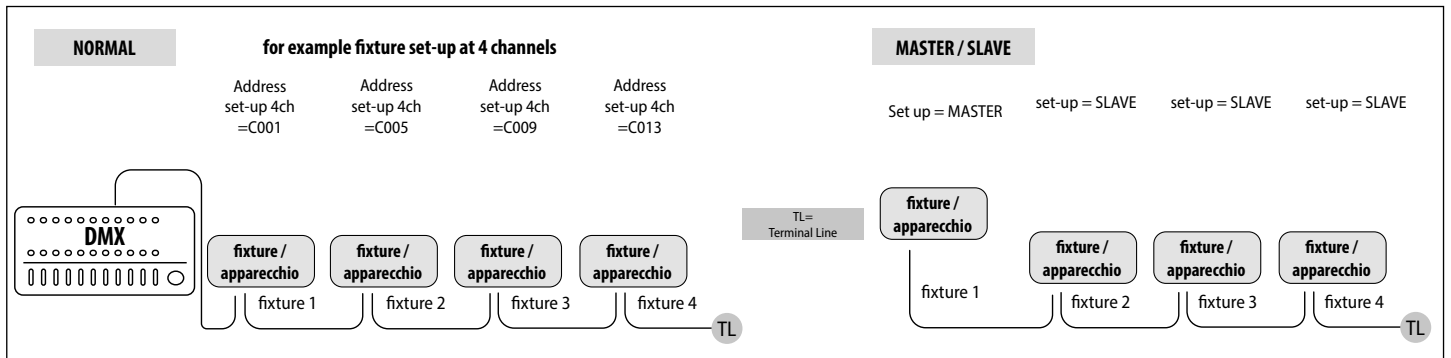 NORMAL
for example fixture set-up at 4 channels
Address
set-up 4ch
=C001
Address
set-up 4ch
=C005
Address
set-up 4ch
=C009
Address
set-up 4ch
=C013
DMX
fixture /
apparecchio
fixture /
apparecchio
fixture /
apparecchio
fixture /
apparecchio
fixture 1
fixture 2
fixture 3
fixture 4
TL
TL=
Terminal Line
MASTER / SLAVE
Set up = MASTER
set-up = SLAVE
set-up = SLAVE
set-up = SLAVE
fixture /
apparecchio
fixture /
apparecchio
fixture /
apparecchio
fixture /
apparecchio
fixture 1
fixture 2
fixture 3
fixture 4
TL